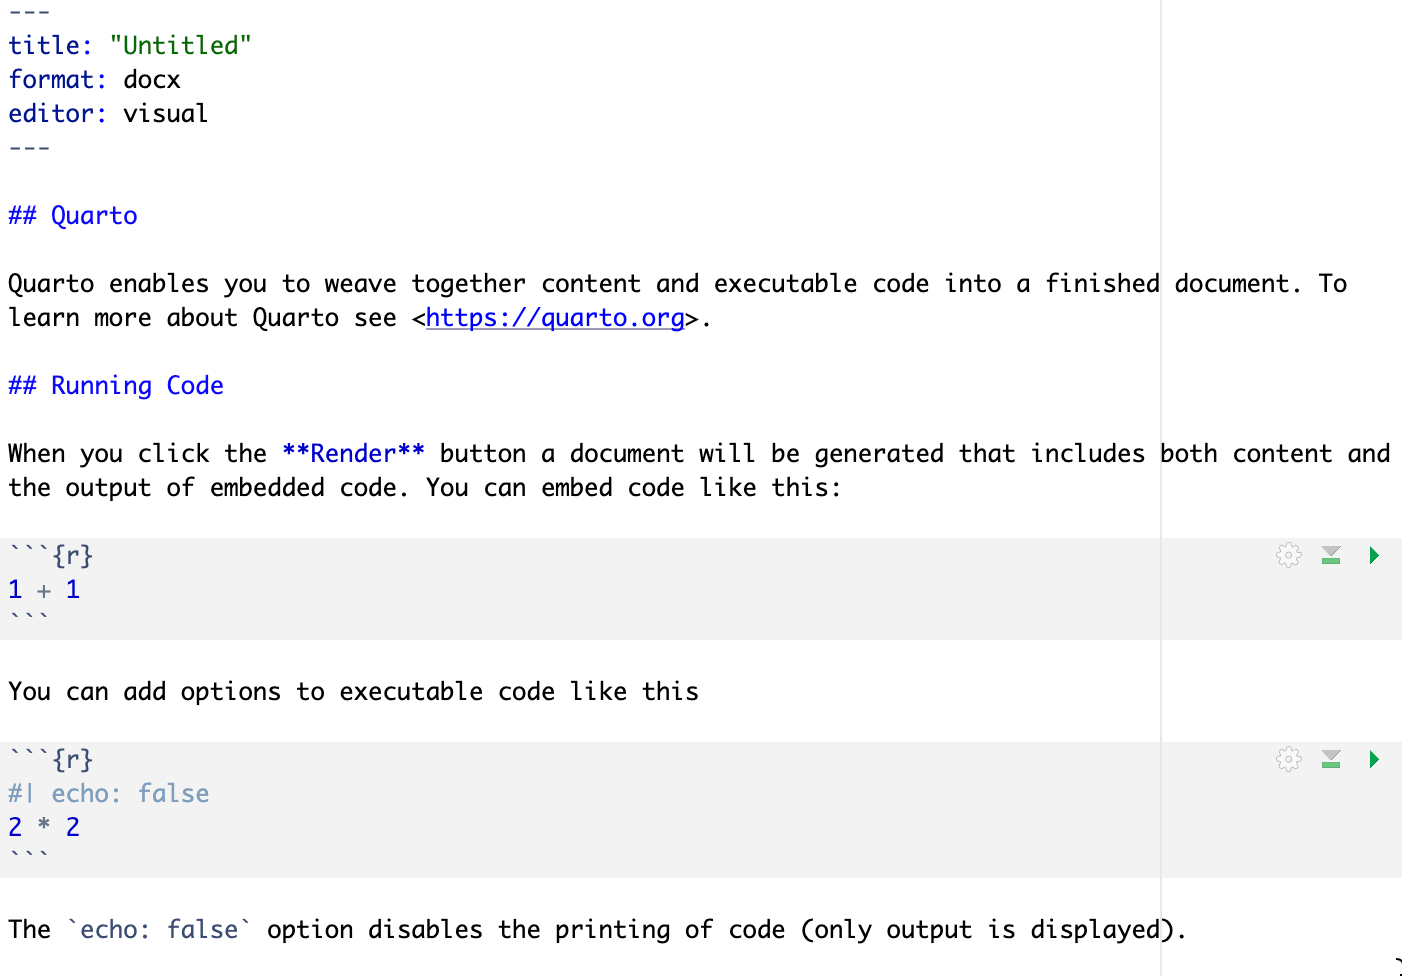 ---
title: "Untitled"
format: docx
editor: visual
---
## Quarto
Quarto enables you to weave together content and executable code into a finished document. To
learn more about Quarto see <https://quarto.org>.
## Running Code
When you click the **Render** button a document will be generated that includes both content and
the output of embedded code. You can embed code like this:
```{r}
1 + 1
```
You can add options to executable code like this
```{r}
#| echo: false
2 * 2
```
The `echo: false` option disables the printing of code (only output is displayed).